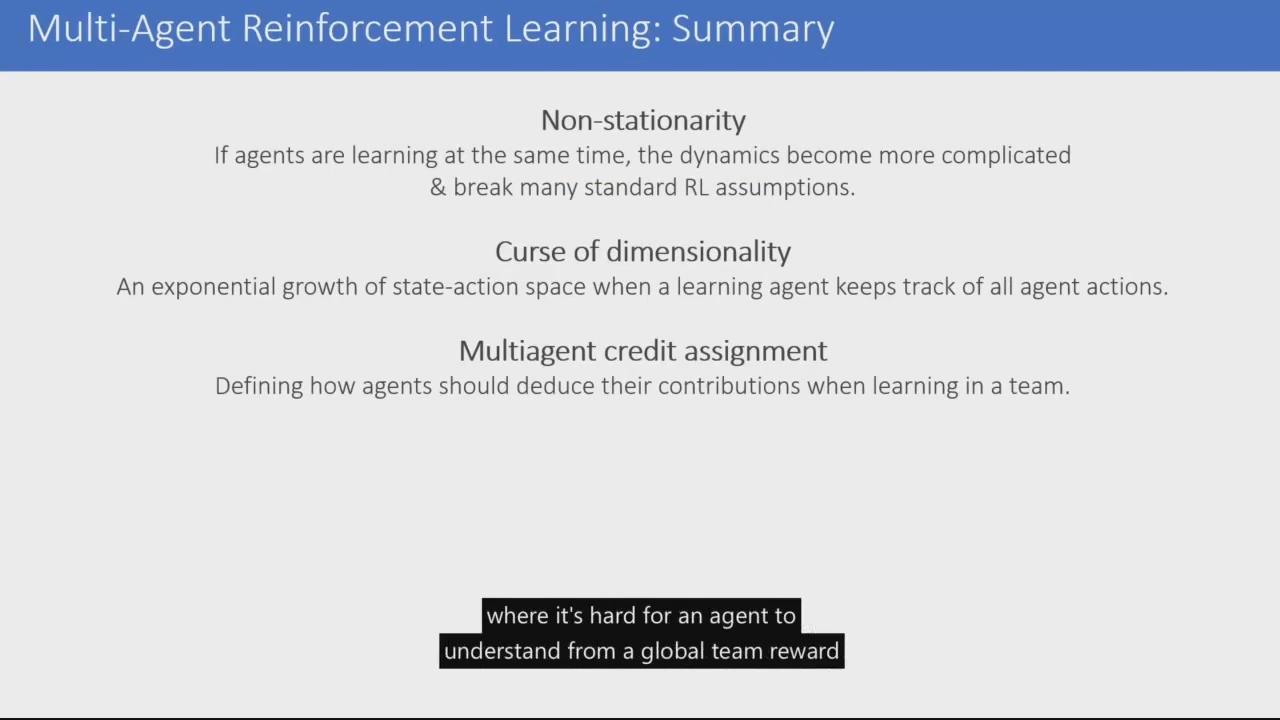 Multi-Agent Reinforcement Learning: Summary
Non-stationarity
If agents are learning at the same time, the dynamics become more complicated
& break many standard RL assumptions.
Curse of dimensionality
An exponential growth of state-action space when a learning agent keeps track of all agent actions.
Multiagent credit assignment
Defining how agents should deduce their contributions when learning in a team.
where it's hard for an agent to
understand from a global team reward